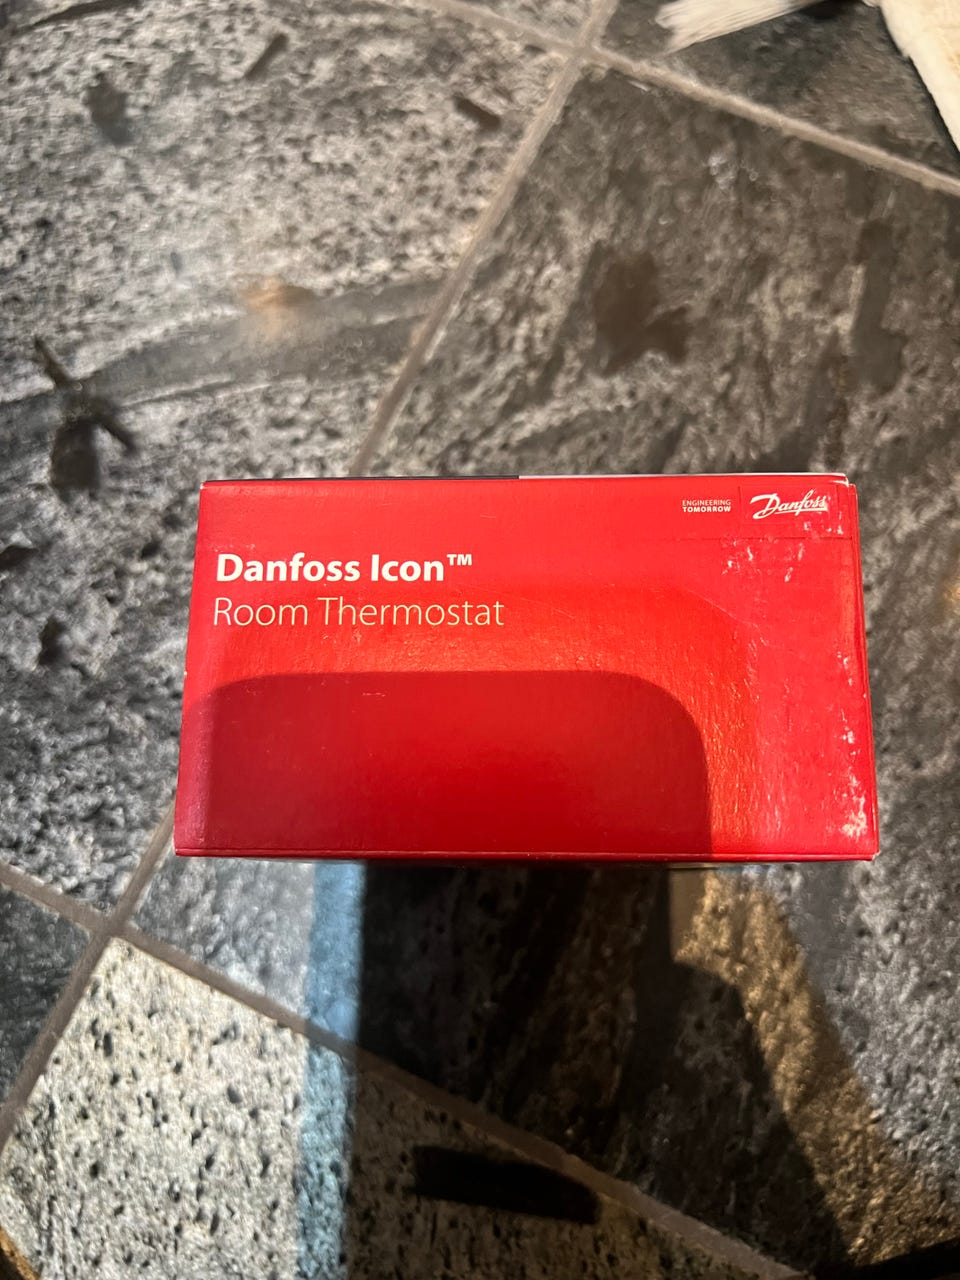 ENGINEERING
TOMORROW
Danfoss
Danfoss Icon™
Room Thermostat